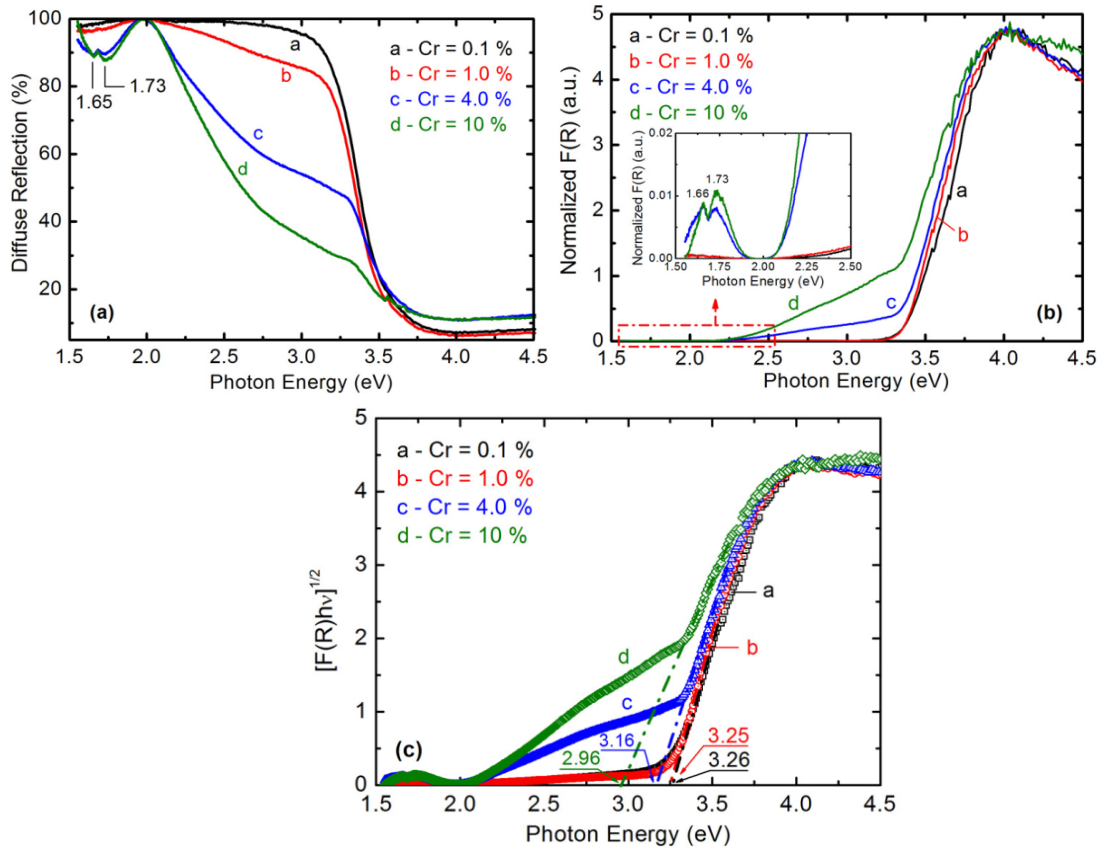 Diffuse Reflection (%)
100
80
60
40
20
a
b
c
d
1.65
1.73
a - Cr = 0.1 %
b - Cr = 1.0 %
c - Cr = 4.0 %
d - Cr = 10 %
(a)
1.5 2.0 2.5 3.0 3.5 4.0 4.5
Photon Energy (eV)
Normalized F(R) (a.u.)
5
4
3
2
1
0
a - Cr = 0.1 %
b - Cr = 1.0 %
c - Cr = 4.0 %
d - Cr = 10 %
Normalized F(R) (a.u.)
0.02
0.01
0.00
1.66
1.73
1.50 1.75 2.00 2.25 2.50
Photon Energy (eV)
a
b
d
c
(b)
1.5 2.0 2.5 3.0 3.5 4.0 4.5
Photon Energy (eV)
[F(R)hν]1/2
5
4
3
2
1
0
a - Cr = 0.1 %
b - Cr = 1.0 %
c - Cr = 4.0 %
d - Cr = 10 %
a
b
d
c
(c)
3.16
2.96
3.25
3.26
1.5 2.0 2.5 3.0 3.5 4.0 4.5
Photon Energy (eV)